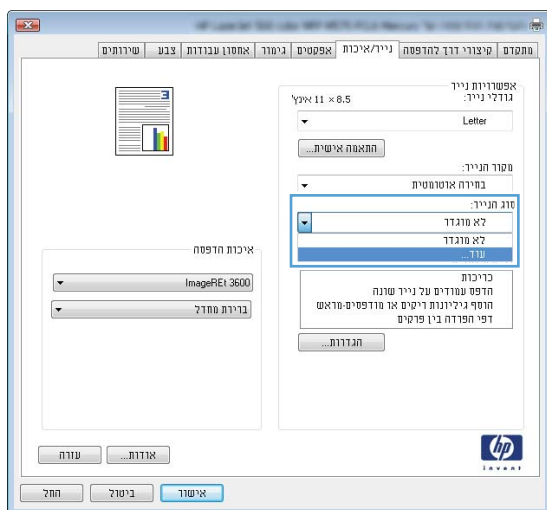 מתקדם קיצורי דרך להדפסה נייר/איכות אפקטים גימור אחסון עבודות צבע שירותים
אפשרויות נייר
גודלי נייר: 8.5 × 11 אינץ'
Letter
התאמה אישית...
מקור הנייר:
בחירה אוטומטית
סוג הנייר:
לא מוגדר
לא מוגדר
עוד...
כריכות
הדפס עמודים על נייר שונה
הוסף גיליונות ריקים או מודפסים-מראש
דפי הפרדה בין פרקים
הגדרות...
איכות הדפסה
ImageREt 3600
ברירת מחדל
hp
invent
אודות... עזרה
אישור ביטול החל